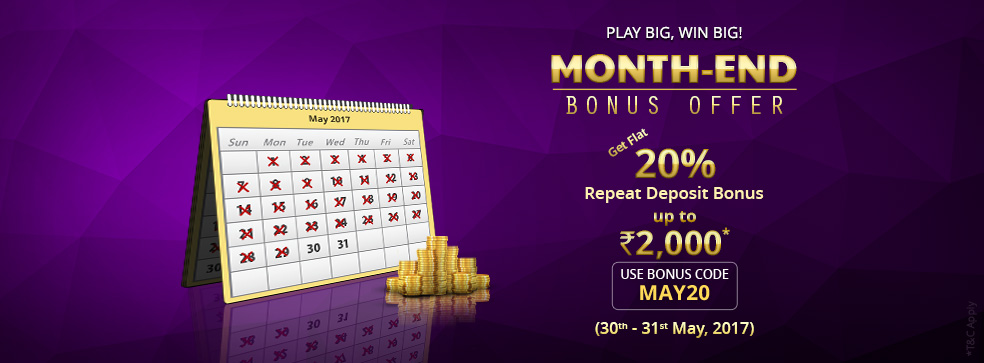 PLAY BIG, WIN BIG!
MONTH-END
BONUS OFFER
Get Flat
20%
Repeat Deposit Bonus
up to
₹2,000*
USE BONUS CODE
MAY20
(30th - 31st May, 2017)
*T&C Apply
May 2017
Sun Mon Tue Wed Thu Fri Sat
1 2 3 4 5 6
7 8 9 10 11 12 13
14 15 16 17 18 19 20
21 22 23 24 25 26 27
28 29 30 31
30